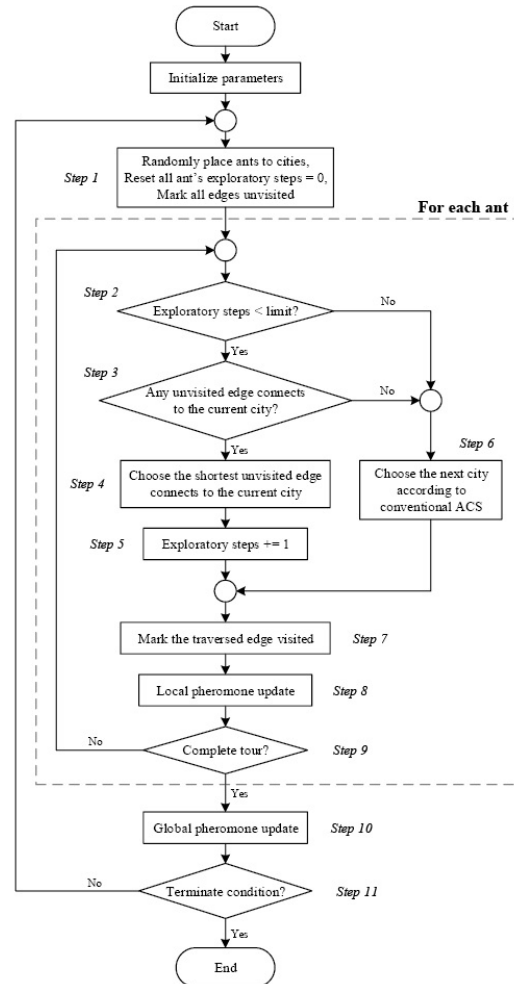 Start
Initialize parameters
Step 1
Randomly place ants to cities,
Reset all ant's exploratory steps = 0,
Mark all edges unvisited
For each ant
Step 2
Exploratory steps < limit?
No
Yes
Step 3
Any unvisited edge connects
to the current city?
No
Yes
Step 4
Choose the shortest unvisited edge
connects to the current city
Step 6
Choose the next city
according to
conventional ACS
Step 5
Exploratory steps += 1
Mark the traversed edge visited
Step 7
Local pheromone update
Step 8
No
Complete tour?
Step 9
Yes
Global pheromone update
Step 10
No
Terminate condition?
Step 11
Yes
End